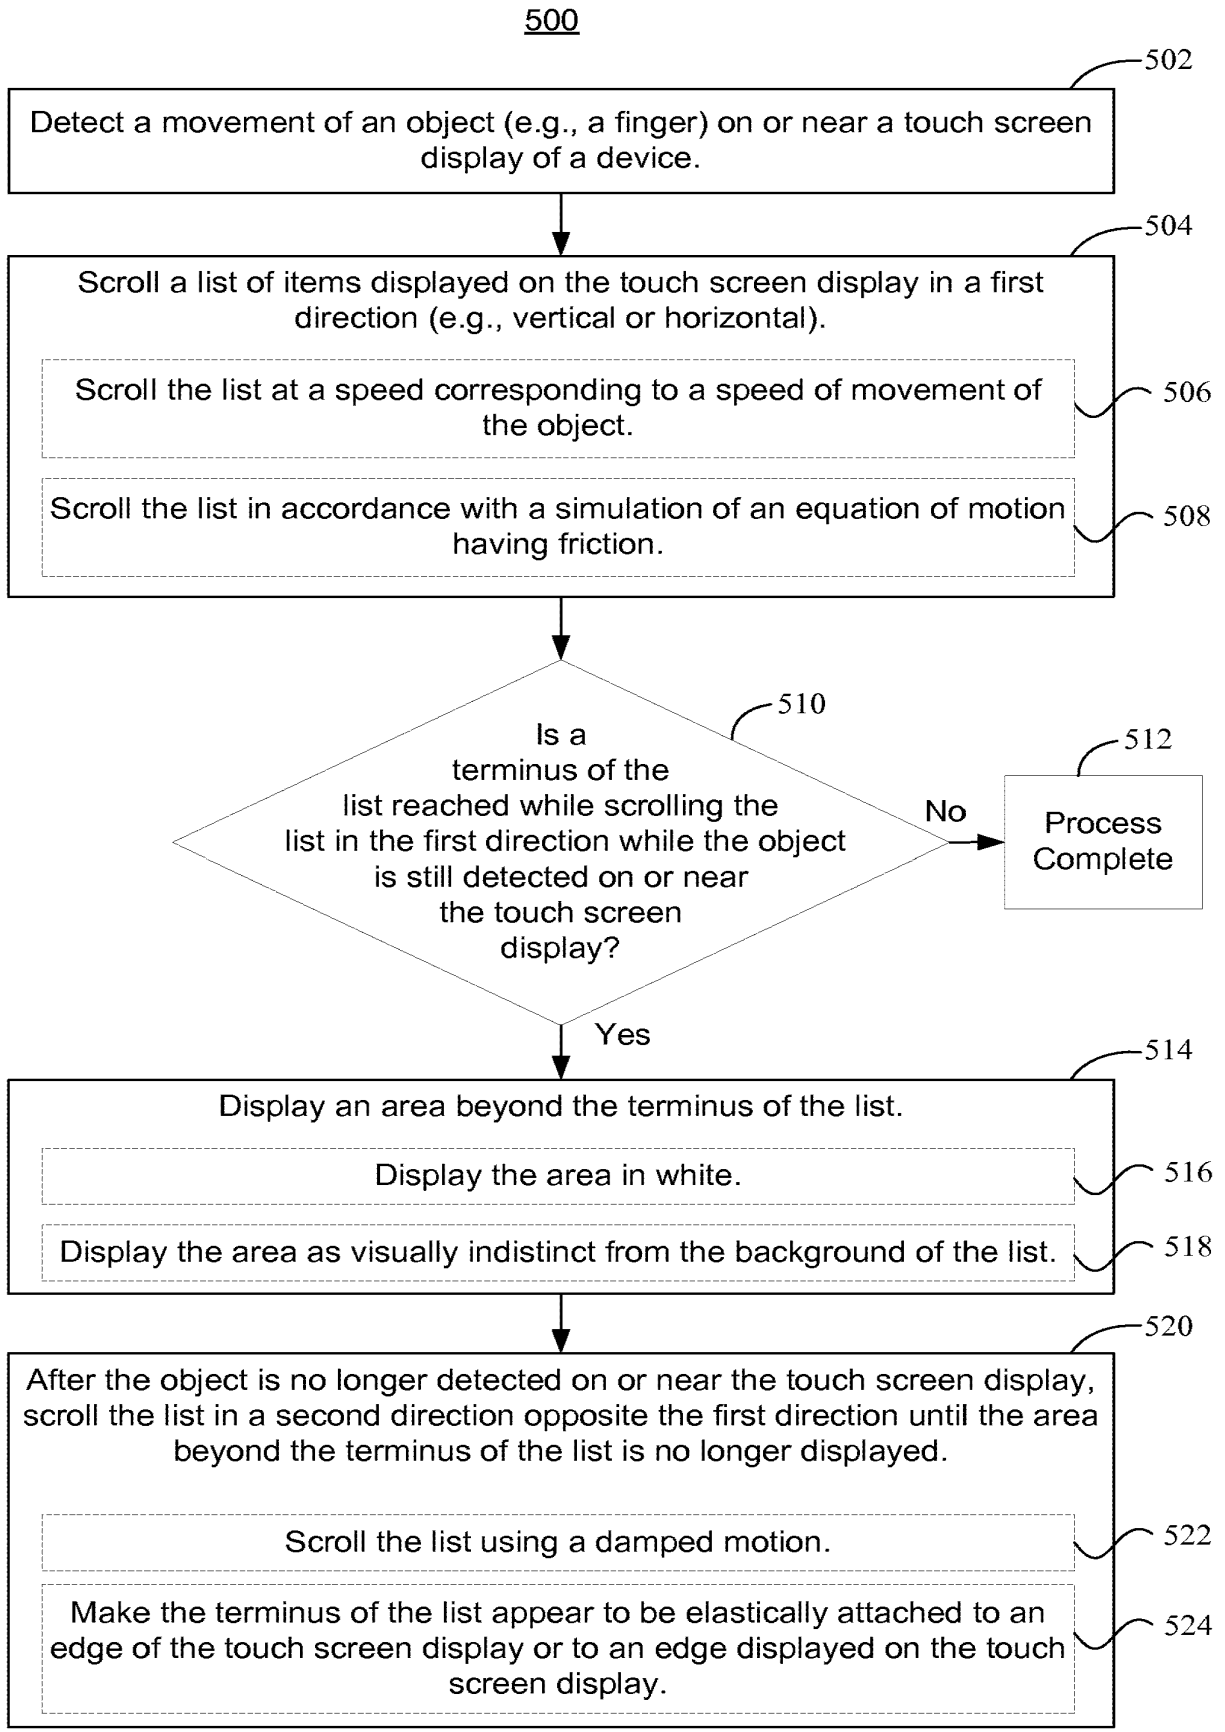 500
502
Detect a movement of an object (e.g., a finger) on or near a touch screen
display of a device.
504
Scroll a list of items displayed on the touch screen display in a first
direction (e.g., vertical or horizontal).
Scroll the list at a speed corresponding to a speed of movement of
the object.
506
Scroll the list in accordance with a simulation of an equation of motion
having friction.
508
510
Is a
terminus of the
list reached while scrolling the
list in the first direction while the object
is still detected on or near
the touch screen
display?
No
512
Process
Complete
Yes
514
Display an area beyond the terminus of the list.
Display the area in white.
516
Display the area as visually indistinct from the background of the list.
518
520
After the object is no longer detected on or near the touch screen display,
scroll the list in a second direction opposite the first direction until the area
beyond the terminus of the list is no longer displayed.
Scroll the list using a damped motion.
522
Make the terminus of the list appear to be elastically attached to an
edge of the touch screen display or to an edge displayed on the touch
screen display.
524